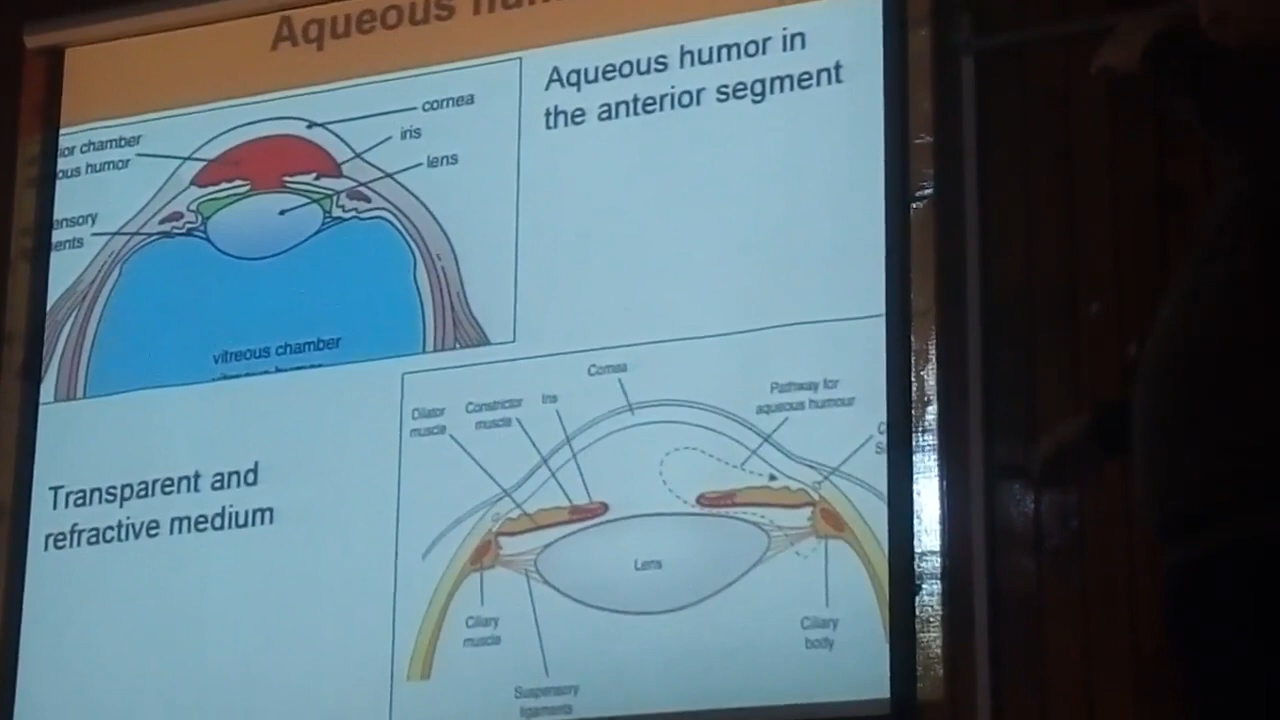 Aqueous
Aqueous humor in
the anterior segment
cornea
iris
lens
ior chamber
ous humor
ensory
ents
vitreous chamber
Transparent and
refractive medium
Cornea
Dilator
muscle
Constrictor
muscle
Iris
Pathway for
aqueous humour
Lens
Ciliary
muscle
Ciliary
body
Suspensory
ligaments